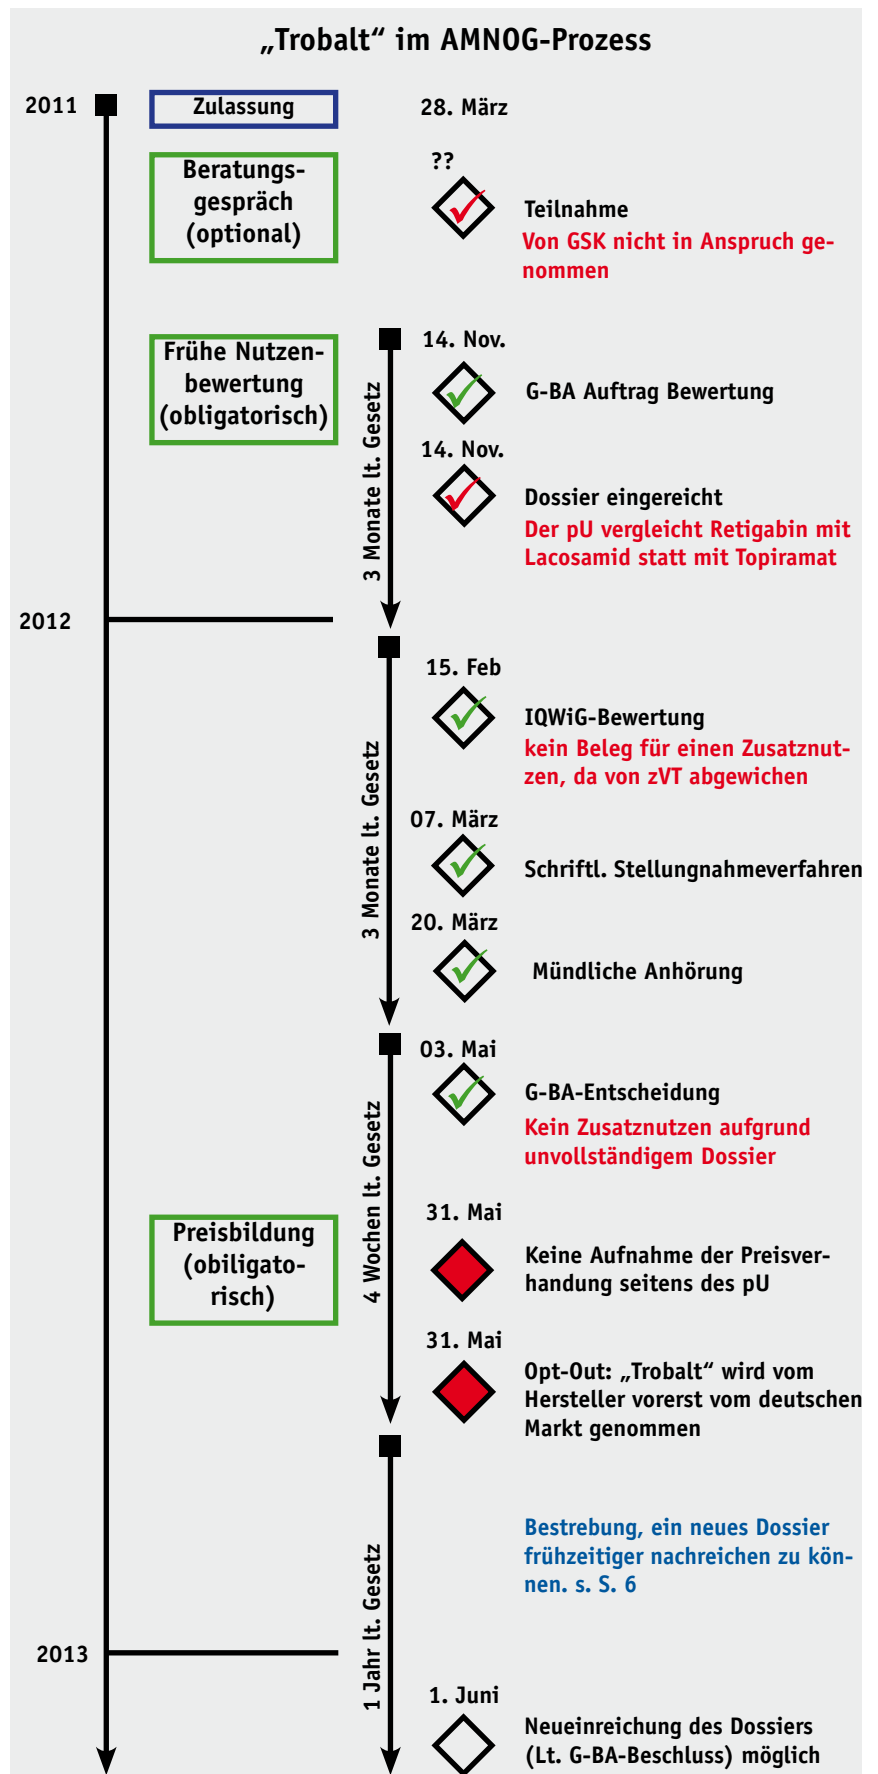 „Trobalt“ im AMNOG-Prozess
2011
Zulassung
28. März
Beratungs-
gespräch
(optional)
??
Teilnahme
Von GSK nicht in Anspruch ge-
nommen
Frühe Nutzen-
bewertung
(obligatorisch)
3 Monate lt. Gesetz
14. Nov.
G-BA Auftrag Bewertung
14. Nov.
Dossier eingereicht
Der pU vergleicht Retigabin mit
Lacosamid statt mit Topiramat
2012
3 Monate lt. Gesetz
15. Feb
IQWiG-Bewertung
kein Beleg für einen Zusatznut-
zen, da von zVT abgewichen
07. März
Schriftl. Stellungnahmeverfahren
20. März
Mündliche Anhörung
4 Wochen lt. Gesetz
03. Mai
G-BA-Entscheidung
Kein Zusatznutzen aufgrund
unvollständigem Dossier
Preisbildung
(obiligato-
risch)
31. Mai
Keine Aufnahme der Preisver-
handung seitens des pU
31. Mai
Opt-Out: „Trobalt“ wird vom
Hersteller vorerst vom deutschen
Markt genommen
1 Jahr lt. Gesetz
Bestrebung, ein neues Dossier
frühzeitiger nachreichen zu kön-
nen. s. S. 6
2013
1. Juni
Neueinreichung des Dossiers
(Lt. G-BA-Beschluss) möglich